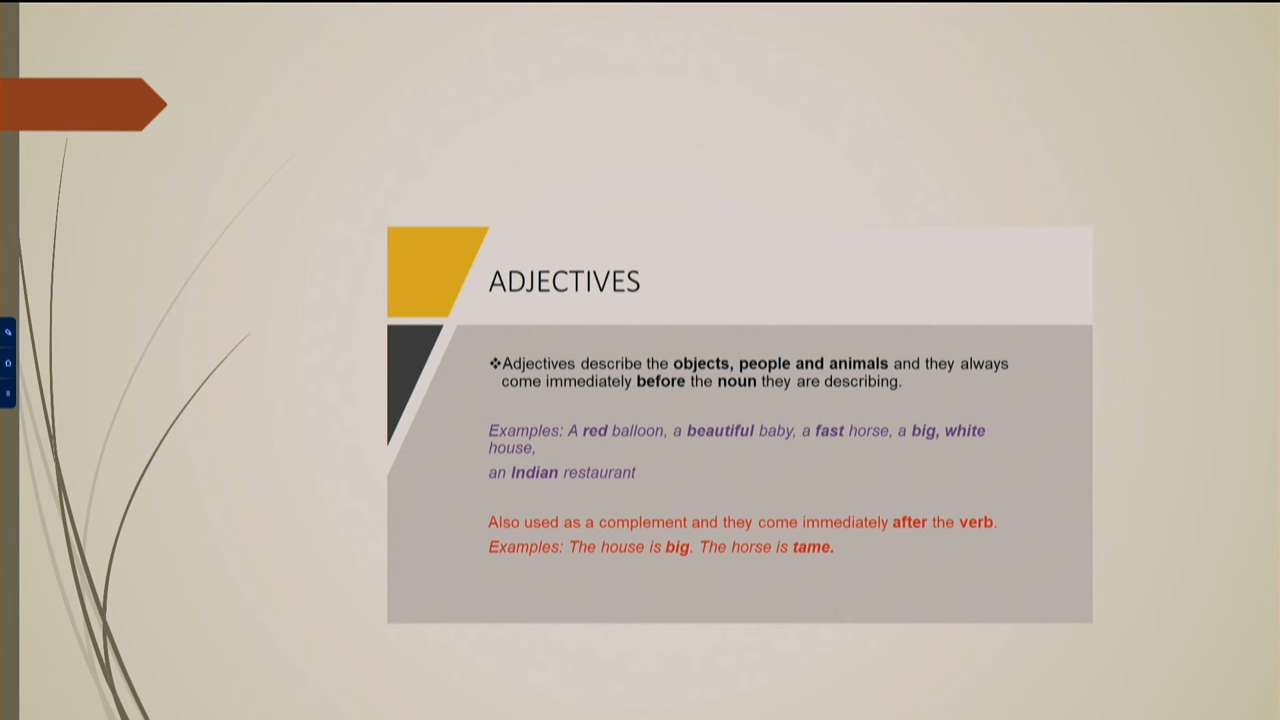 ADJECTIVES
❖Adjectives describe the objects, people and animals and they always
come immediately before the noun they are describing.
Examples: A red balloon, a beautiful baby, a fast horse, a big, white
house,
an Indian restaurant
Also used as a complement and they come immediately after the verb.
Examples: The house is big. The horse is tame.